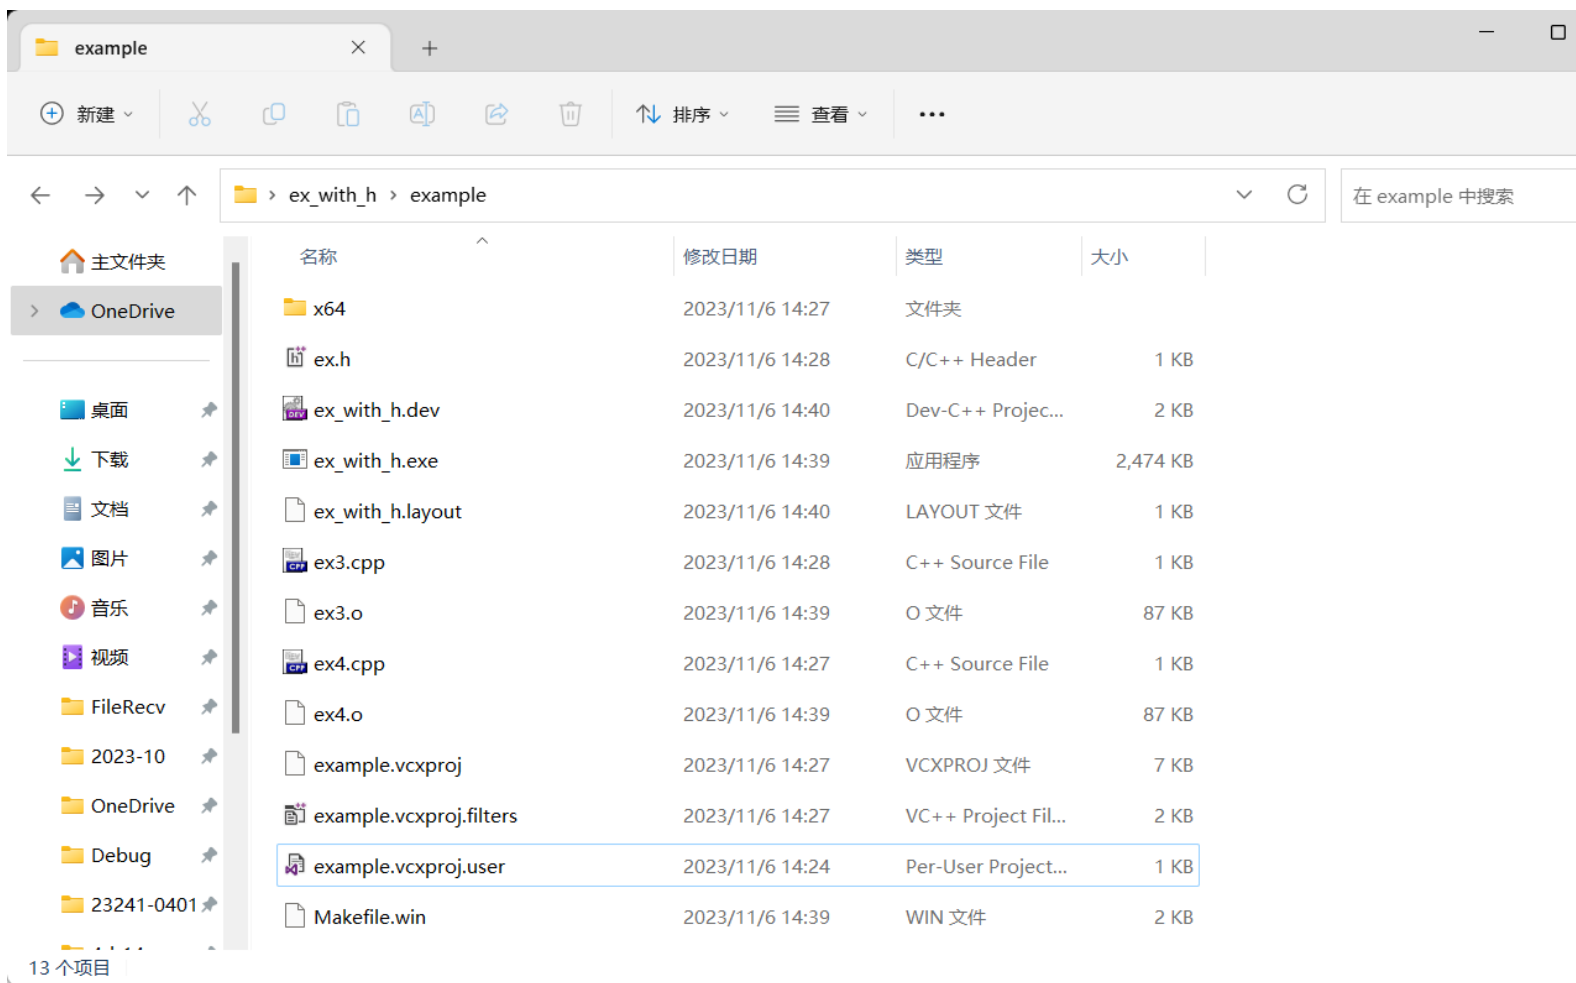 example
新建
排序
查看
ex_with_h > example
在 example 中搜索
主文件夹
OneDrive
桌面
下载
文档
图片
音乐
视频
FileRecv
2023-10
OneDrive
Debug
23241-0401
名称 修改日期 类型 大小
x64 2023/11/6 14:27 文件夹
ex.h 2023/11/6 14:28 C/C++ Header 1 KB
ex_with_h.dev 2023/11/6 14:40 Dev-C++ Projec... 2 KB
ex_with_h.exe 2023/11/6 14:39 应用程序 2,474 KB
ex_with_h.layout 2023/11/6 14:40 LAYOUT 文件 1 KB
ex3.cpp 2023/11/6 14:28 C++ Source File 1 KB
ex3.o 2023/11/6 14:39 O 文件 87 KB
ex4.cpp 2023/11/6 14:27 C++ Source File 1 KB
ex4.o 2023/11/6 14:39 O 文件 87 KB
example.vcxproj 2023/11/6 14:27 VCXPROJ 文件 7 KB
example.vcxproj.filters 2023/11/6 14:27 VC++ Project Fil... 2 KB
example.vcxproj.user 2023/11/6 14:24 Per-User Project... 1 KB
Makefile.win 2023/11/6 14:39 WIN 文件 2 KB
13 个项目